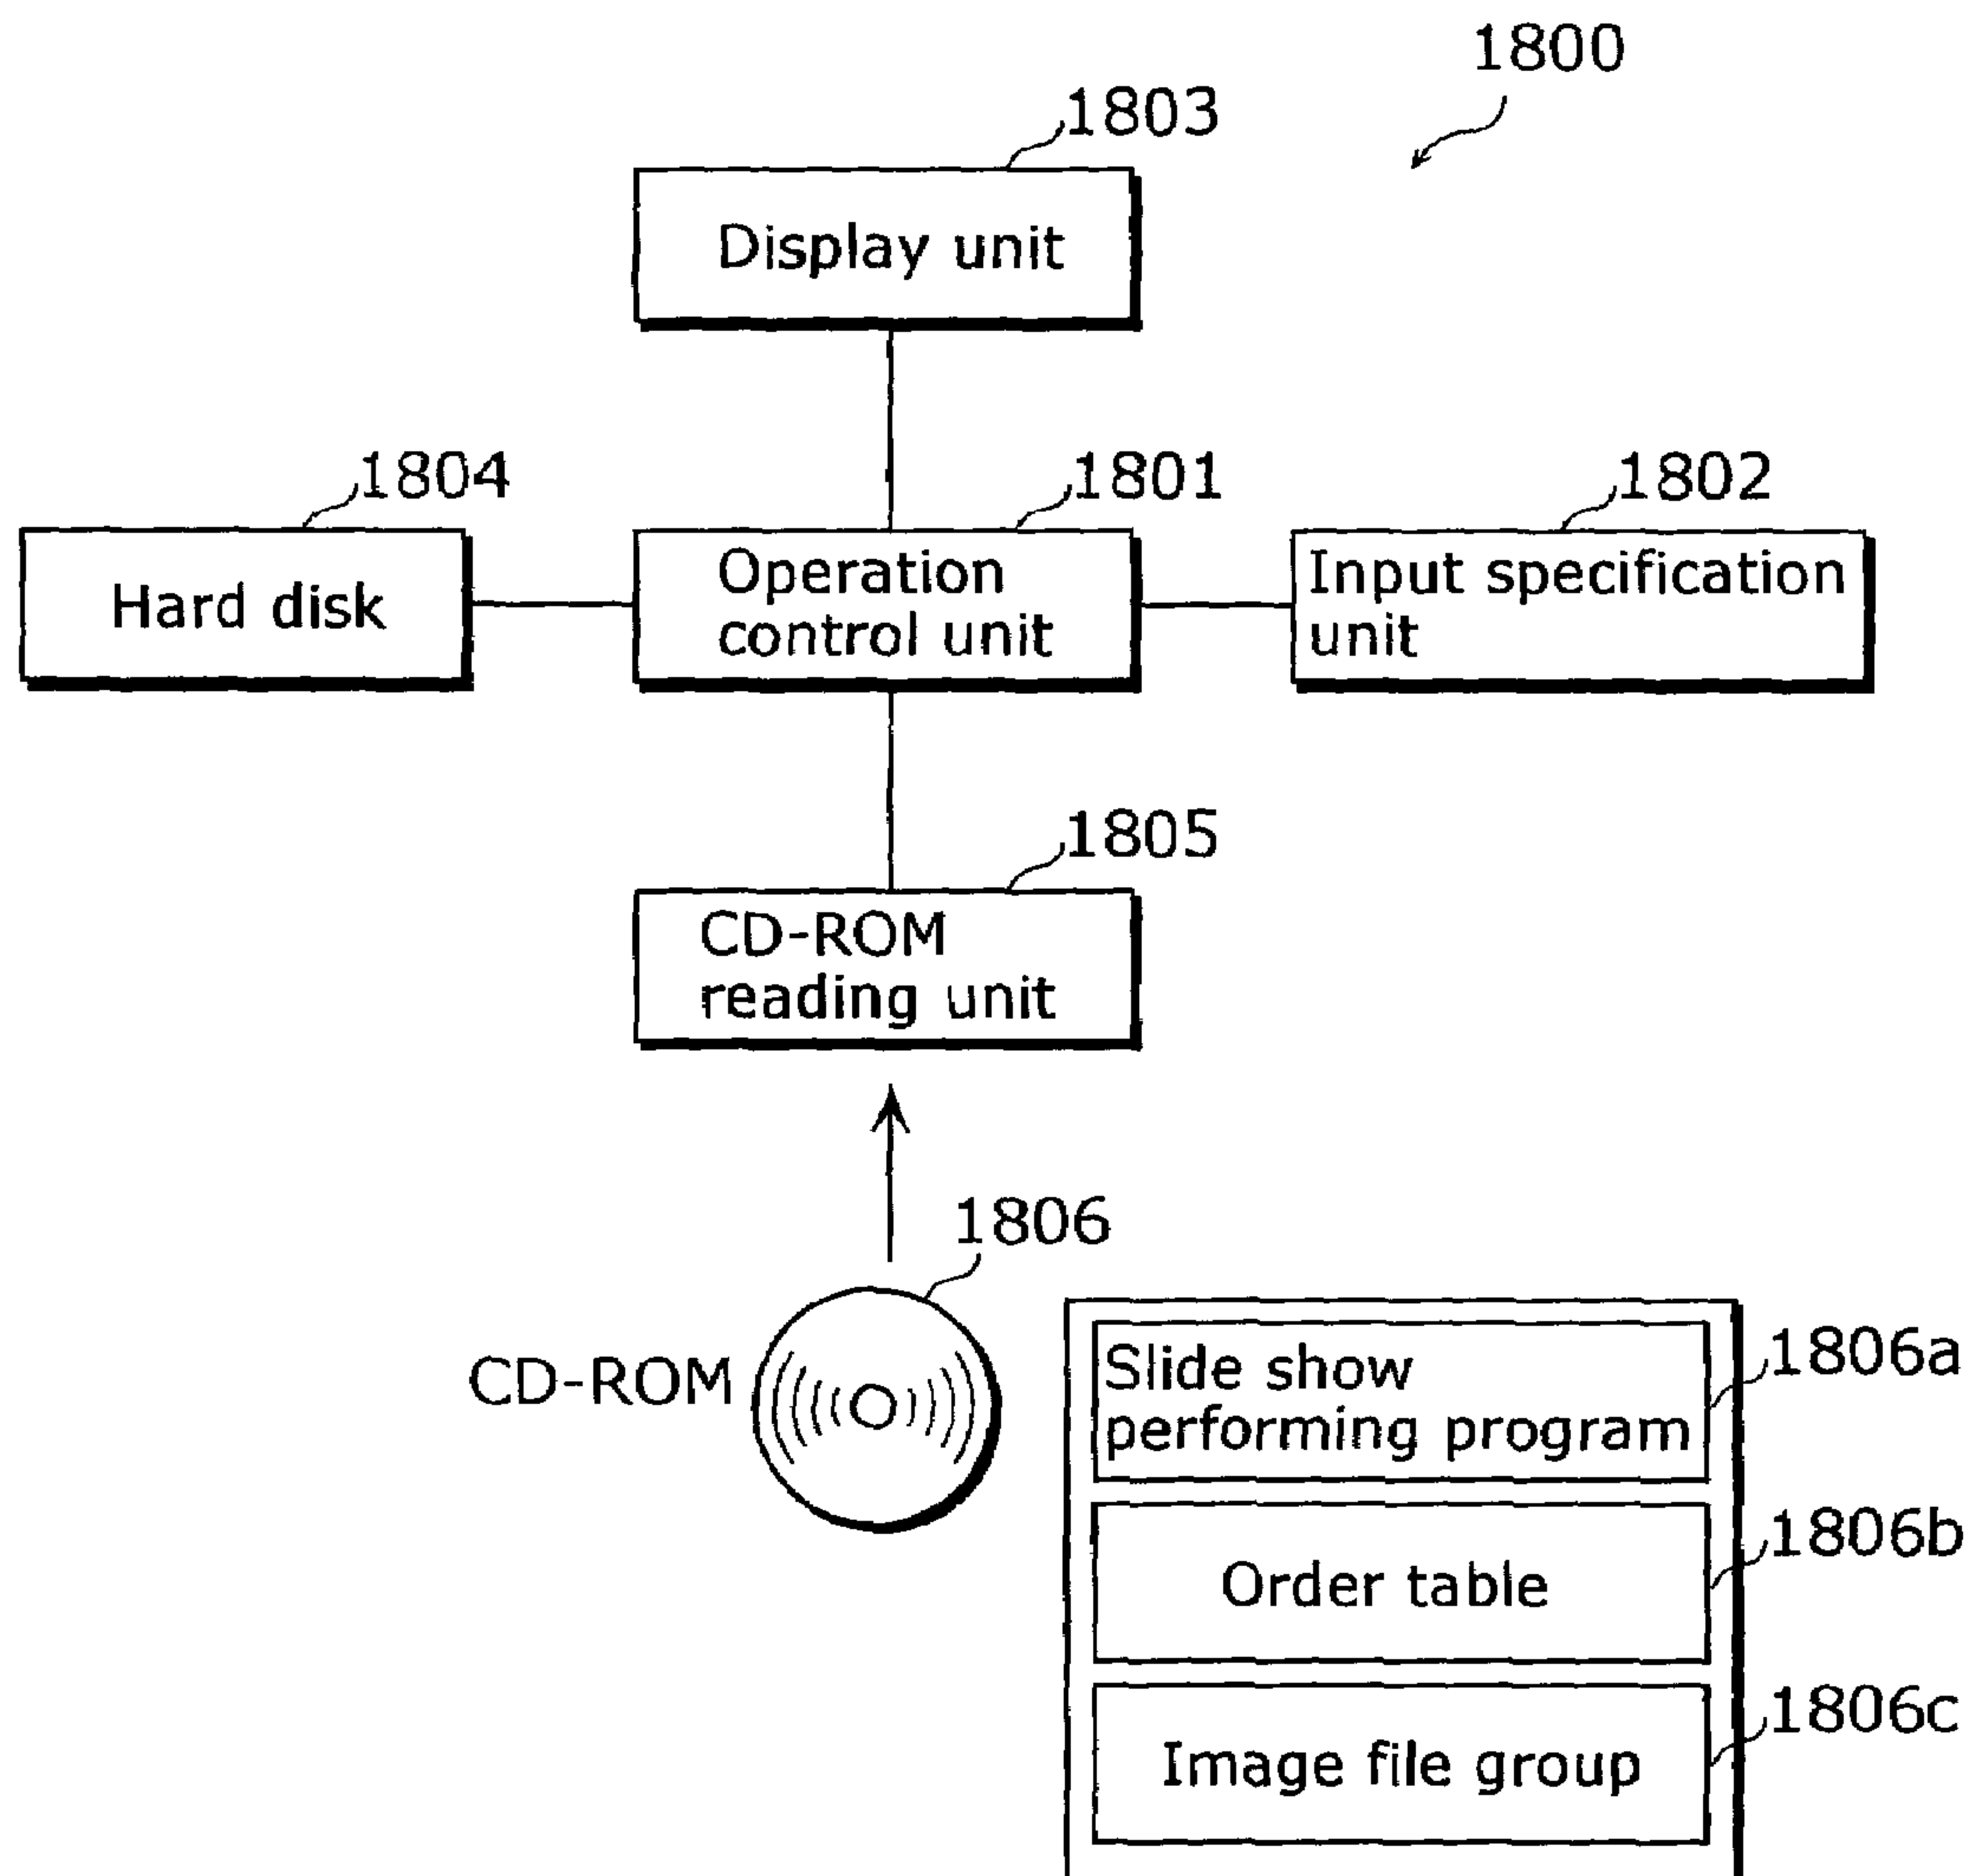 1800
1803
Display unit
1804
1801
1802
Hard disk
Operation
control unit
Input specification
unit
1805
CD-ROM
reading unit
1806
CD-ROM
Slide show
performing program
1806a
Order table
1806b
Image file group
1806c